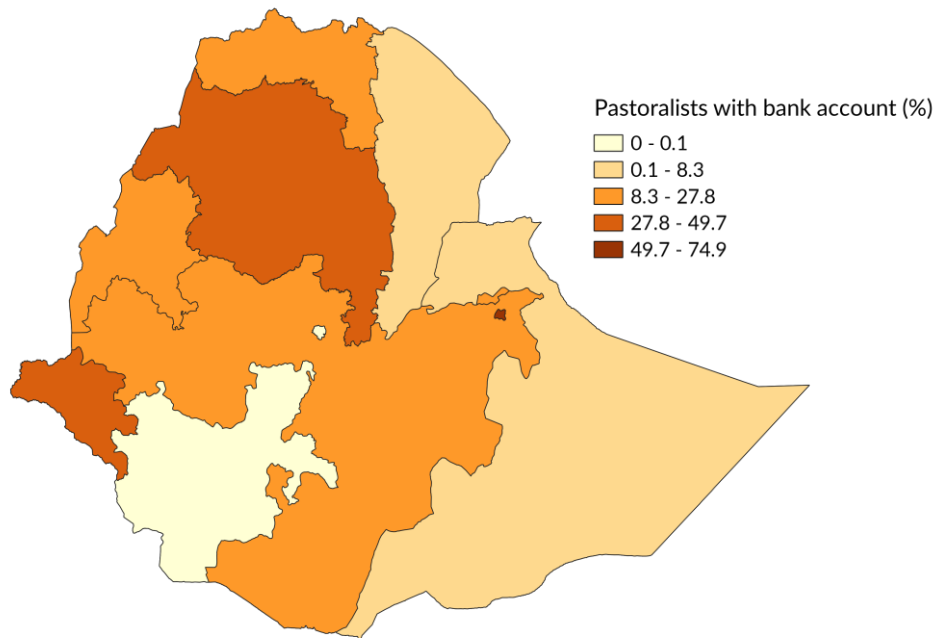 Pastoralists with bank account (%)
0 - 0.1
0.1 - 8.3
8.3 - 27.8
27.8 - 49.7
49.7 - 74.9